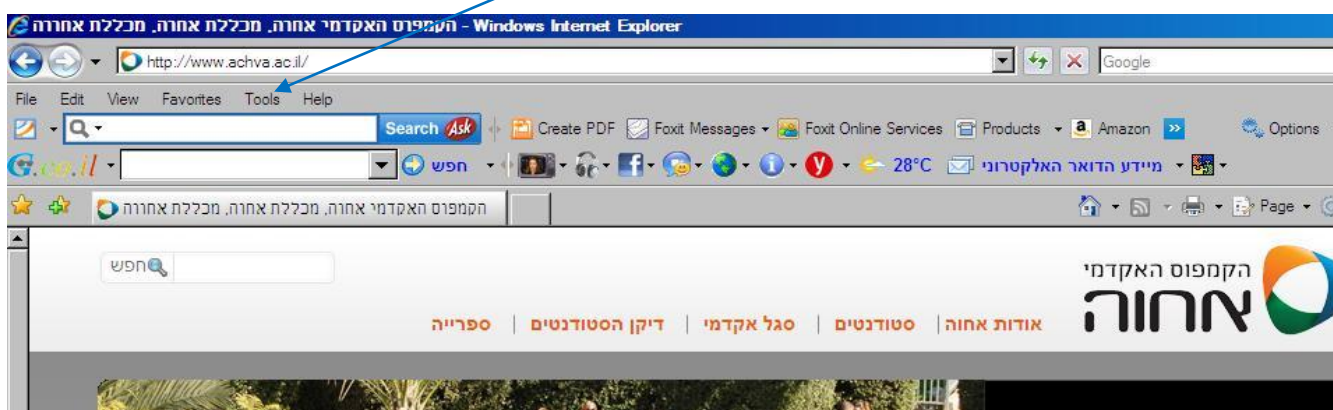 הקמפוס האקדמי אחוה, מכללת אחוה, מכללת אחווה - Windows Internet Explorer
http://www.achva.ac.il/
Google
File Edit View Favorites Tools Help
Search Ask Create PDF Foxit Messages Foxit Online Services Products Amazon Options
G.co.il חפש 28°C מיידע הדואר האלקטרוני
הקמפוס האקדמי אחוה, מכללת אחוה, מכללת אחווה Page
חפש
הקמפוס האקדמי
אחוה
אודות אחוה | סטודנטים | סגל אקדמי | דיקן הסטודנטים | ספרייה